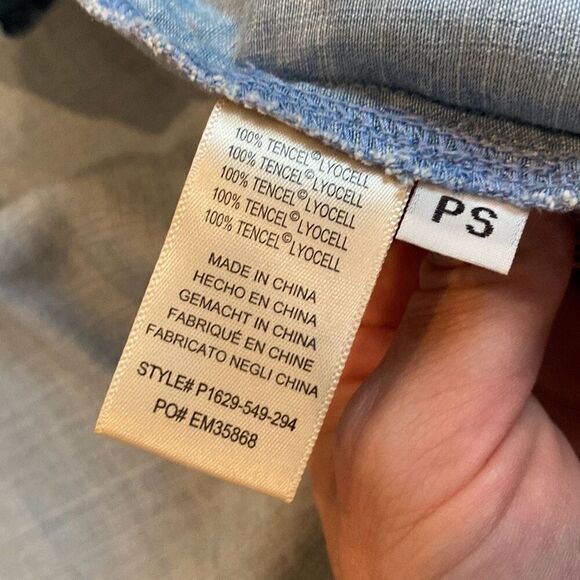 100% TENCEL©LYOCELL
100% TENCEL©LYOCELL
100% TENCEL©LYOCELL
100% TENCEL©LYOCELL
100% TENCEL©LYOCELL
MADE IN CHINA
HECHO EN CHINA
GEMACHT IN CHINA
FABRIQUÉ EN CHINE
FABRICATO NEGLI CHINA
STYLE# P1629-549-294
PO# EM35868
PS